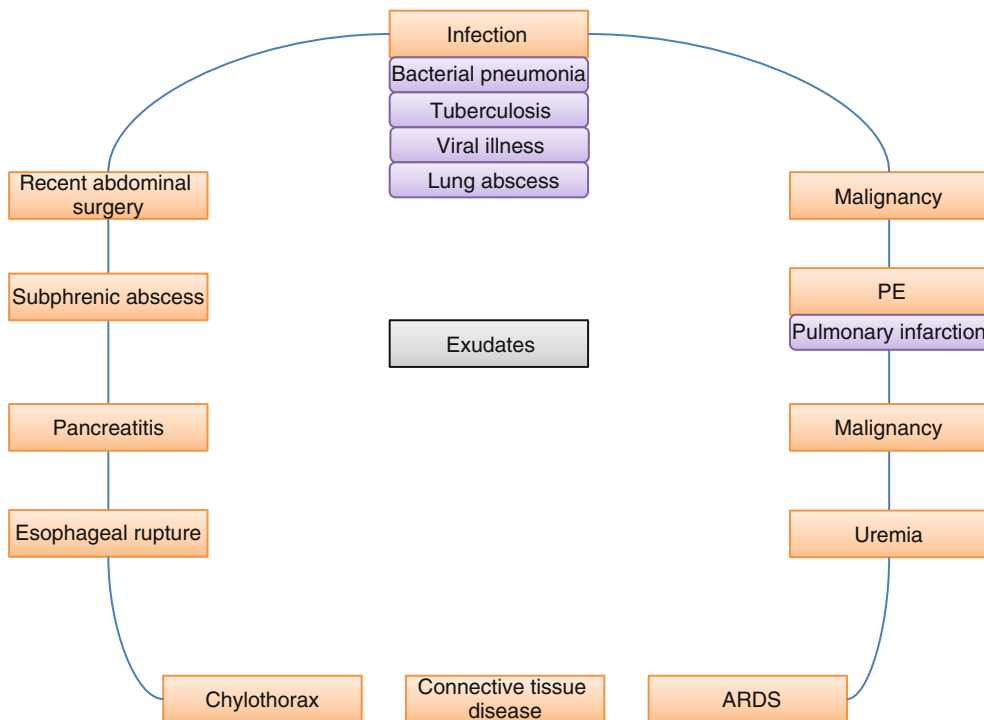 Infection
Bacterial pneumonia
Tuberculosis
Viral illness
Lung abscess
Recent abdominal
surgery
Malignancy
Subphrenic abscess
PE
Pulmonary infarction
Exudates
Pancreatitis
Malignancy
Esophageal rupture
Uremia
Chylothorax
Connective tissue
disease
ARDS